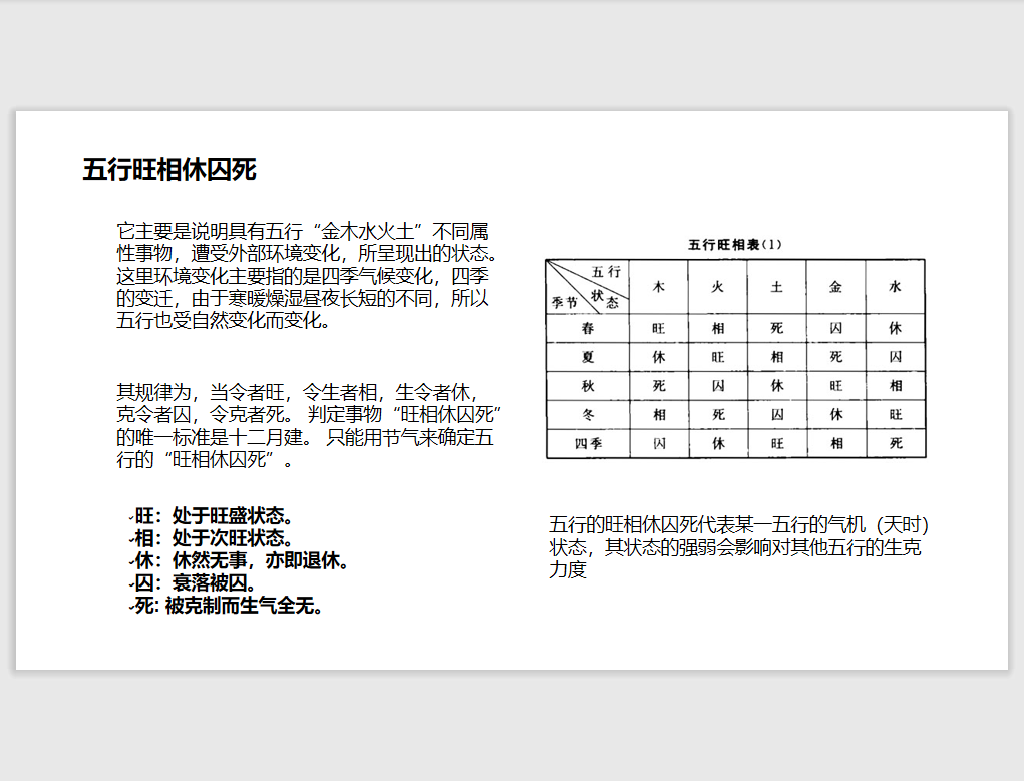 五行旺相休囚死
它主要是说明具有五行“金木水火土”不同属
性事物，遭受外部环境变化，所呈现出的状态。
这里环境变化主要指的是四季气候变化，四季
的变迁，由于寒暖燥湿昼夜长短的不同，所以
五行也受自然变化而变化。
其规律为，当令者旺，令生者相，生令者休，
克令者囚，令克者死。 判定事物“旺相休囚死”
的唯一标准是十二月建。 只能用节气来确定五
行的“旺相休囚死”。
旺：处于旺盛状态。
相：处于次旺状态。
休：休然无事，亦即退休。
囚：衰落被囚。
死: 被克制而生气全无。
五行旺相表(1)
五行 状态 季节 木 火 土 金 水
春 旺 相 死 囚 休
夏 休 旺 相 死 囚
秋 死 囚 休 旺 相
冬 相 死 囚 休 旺
四季 囚 休 旺 相 死
五行的旺相休囚死代表某一五行的气机（天时）
状态，其状态的强弱会影响对其他五行的生克
力度